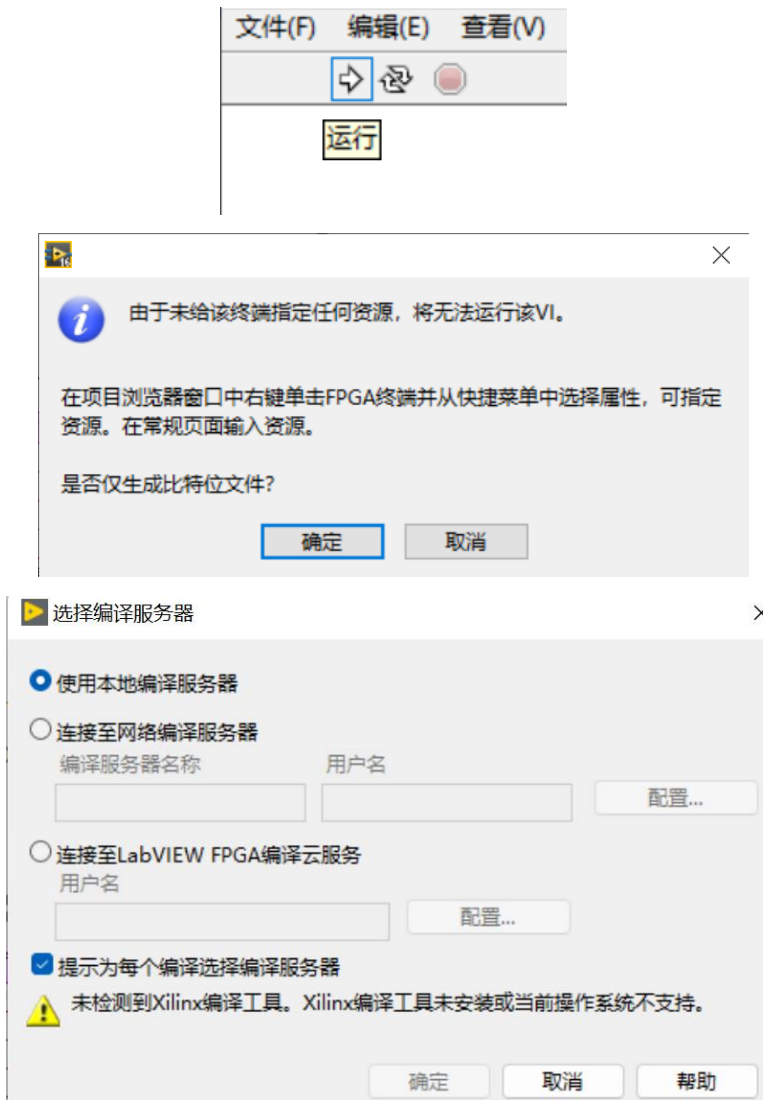 文件(F) 编辑(E) 查看(V)
运行
由于未给该终端指定任何资源，将无法运行该VI。
在项目浏览器窗口中右键单击FPGA终端并从快捷菜单中选择属性，可指定
资源。在常规页面输入资源。
是否仅生成比特位文件？
确定 取消
选择编译服务器
使用本地编译服务器
连接至网络编译服务器
编译服务器名称 用户名
配置...
连接至LabVIEW FPGA编译云服务
用户名
配置...
提示为每个编译选择编译服务器
未检测到Xilinx编译工具。Xilinx编译工具未安装或当前操作系统不支持。
确定 取消 帮助